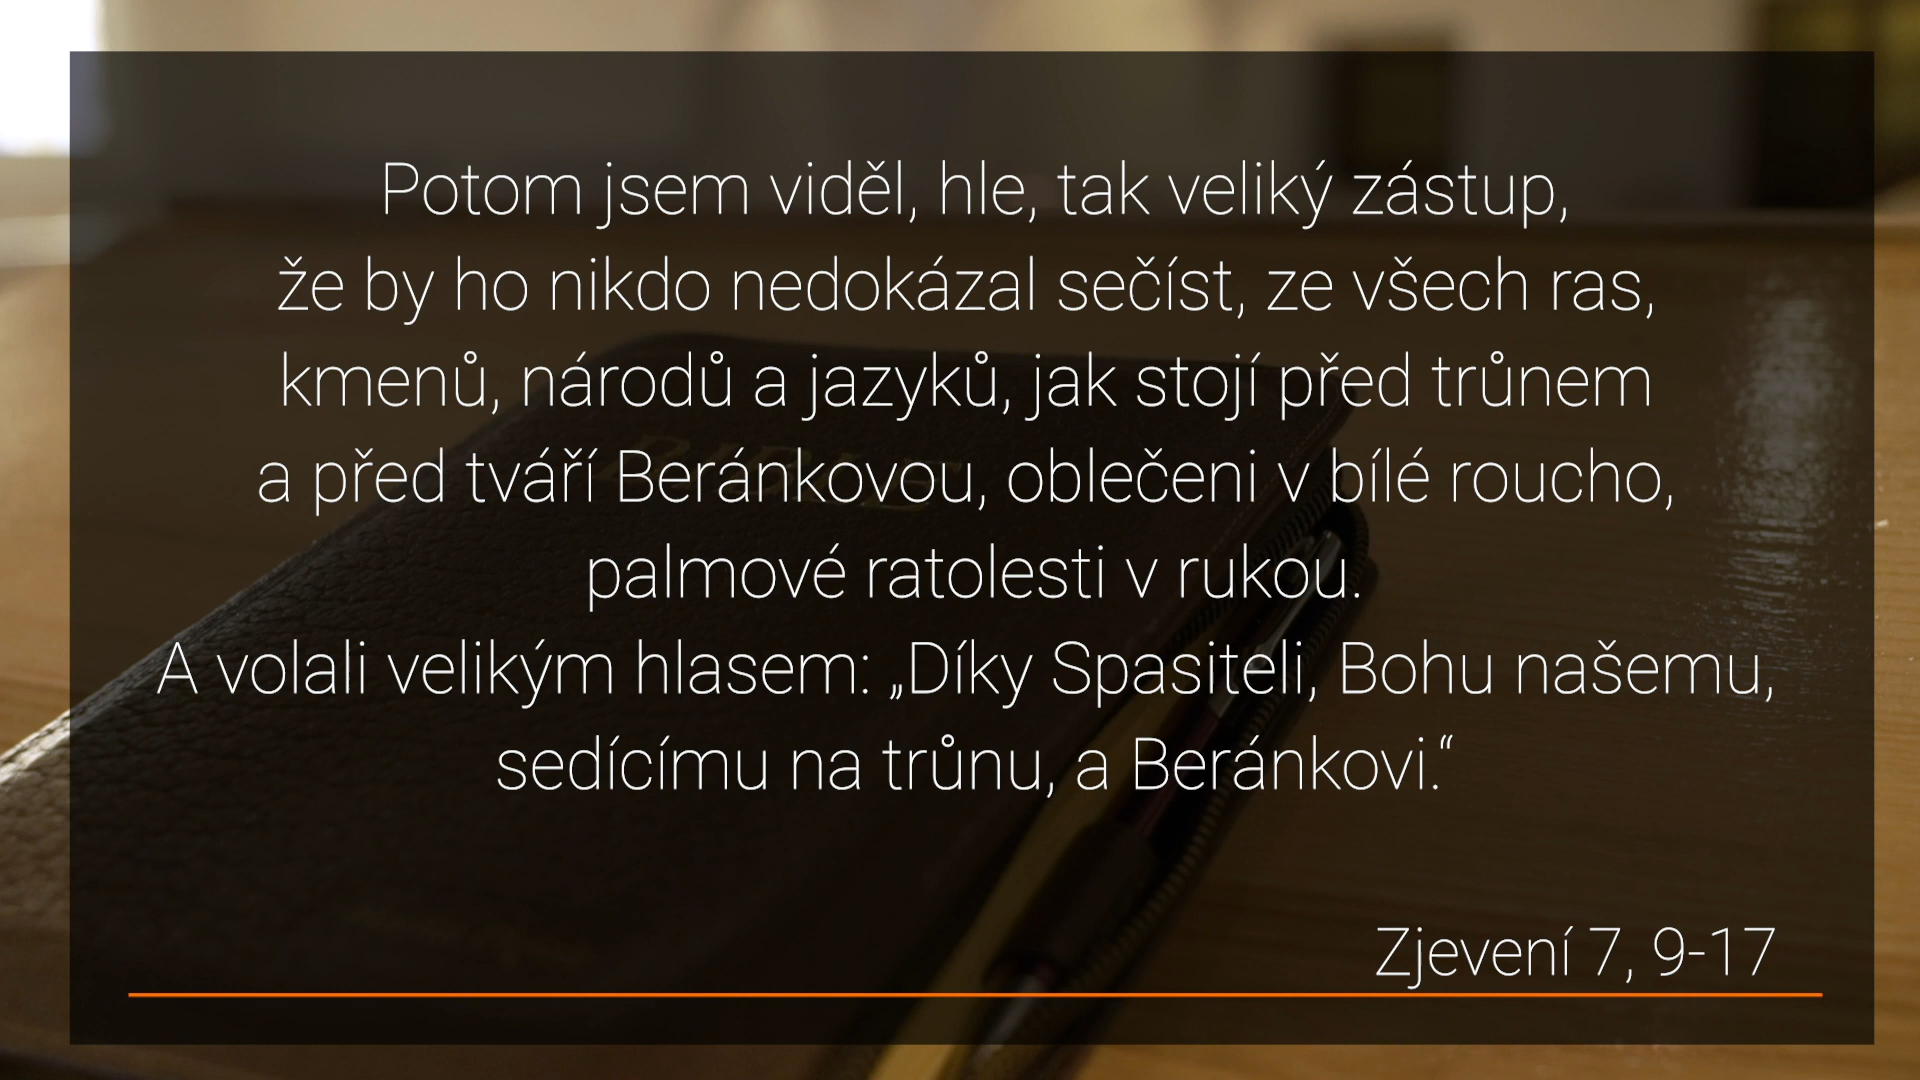 Potom jsem viděl, hle, tak veliký zástup,
že by ho nikdo nedokázal sečíst, ze všech ras,
kmenů, národů a jazyků, jak stojí před trůnem
a před tváří Beránkovou, oblečeni v bílé roucho,
palmové ratolesti v rukou.
A volali velikým hlasem: „Díky Spasiteli, Bohu našemu,
sedícímu na trůnu, a Beránkovi.“
Zjevení 7, 9-17